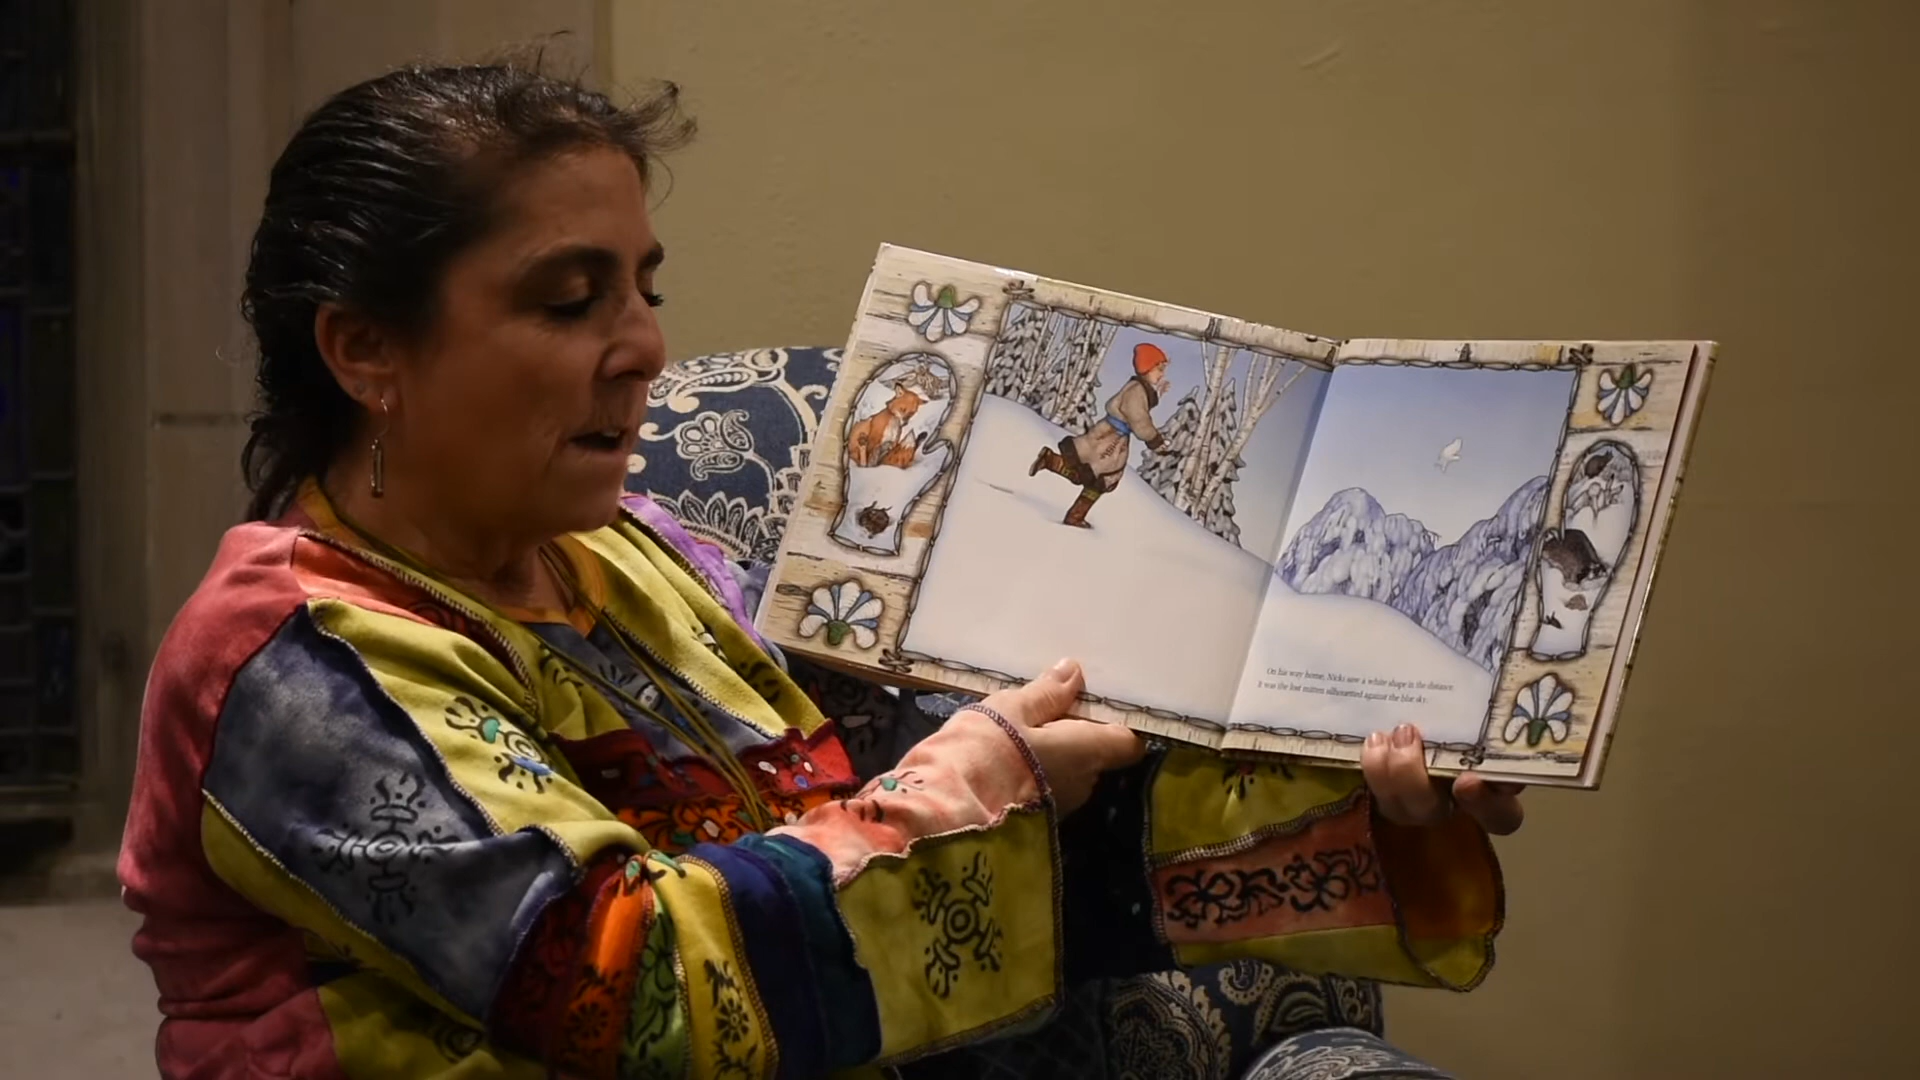 On his way home, Nicki saw a white shape in the distance.
It was the lost mitten silhouetted against the blue sky.